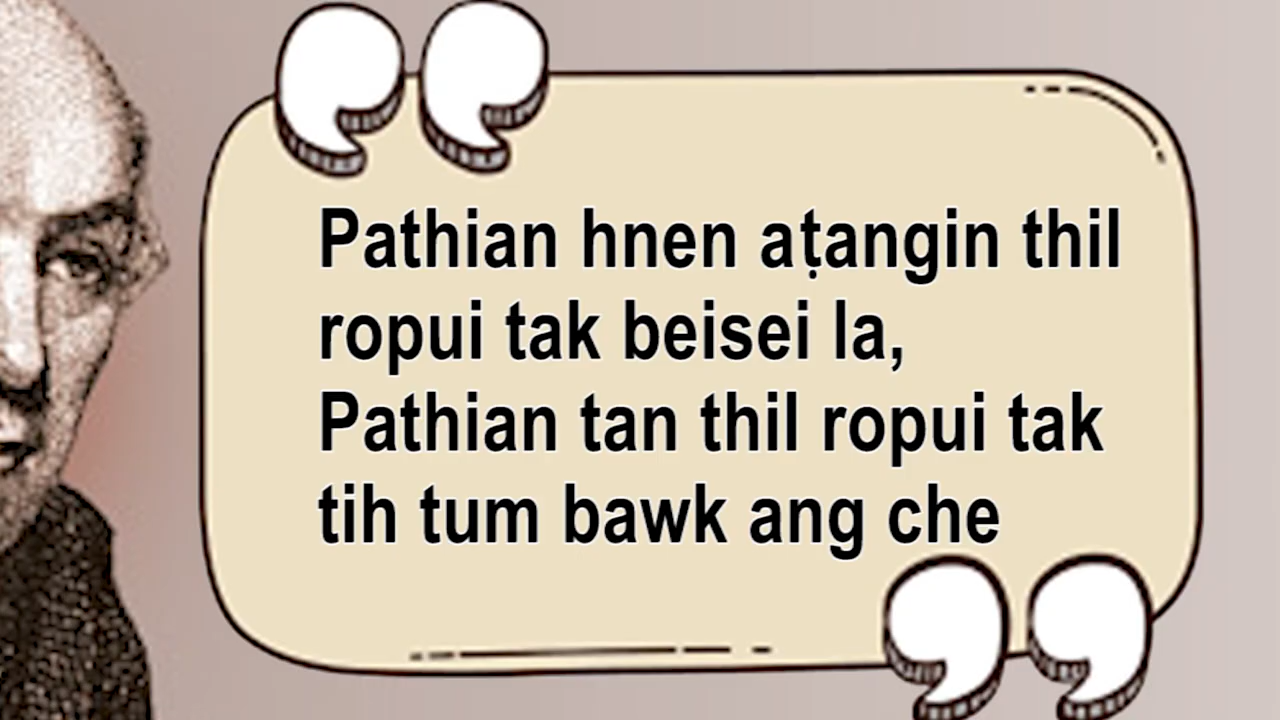 Pathian hnen aṭangin thil
ropui tak beisei la,
Pathian tan thil ropui tak
tih tum bawk ang che